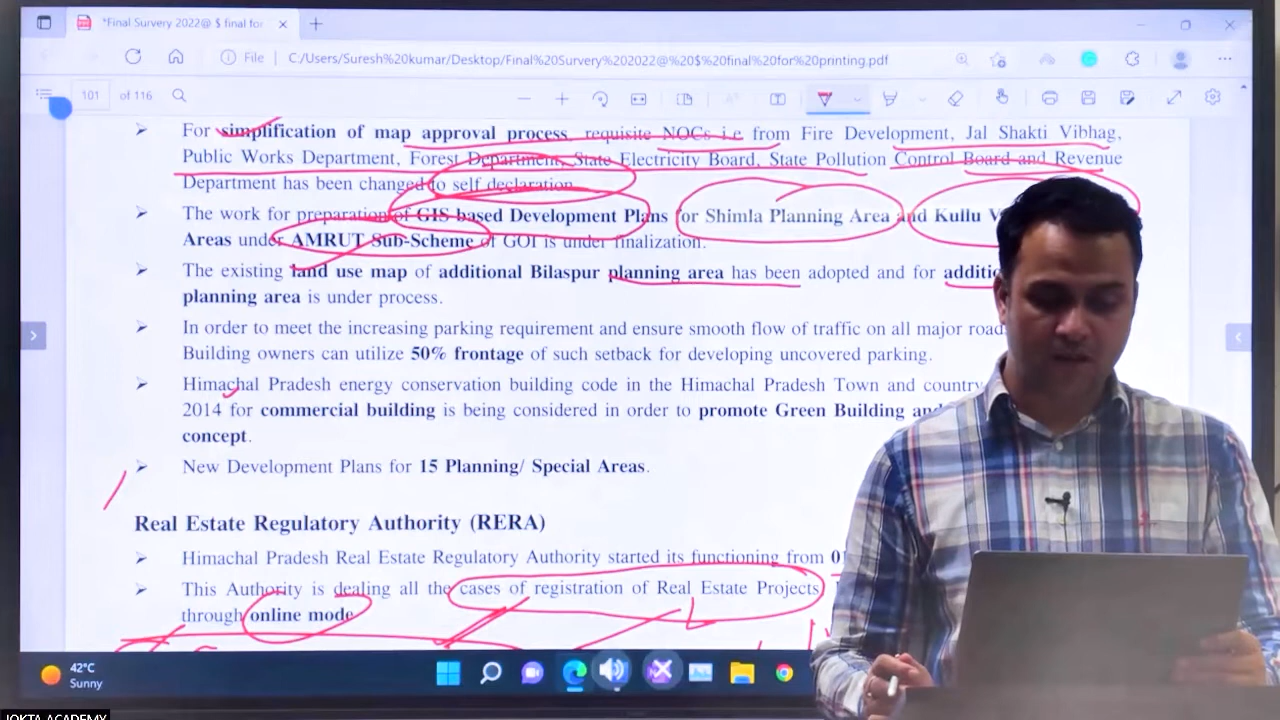 *Final Survery 2022@ $ final for
File
C:/Users/Suresh%20kumar/Desktop/Final%20Survery%202022@%20$%20final%20for%20printing.pdf
101 of 116
For simplification of map approval process requisite NOCs i.e from Fire Development, Jal Shakti Vibhag,
Public Works Department, Forest Department, State Electricity Board, State Pollution Control Board and Revenue
Department has been changed to self declaration.
The work for preparation of GIS based Development Plans for Shimla Planning Area and Kullu V
Areas under AMRUT Sub-Scheme of GOI is under finalization.
The existing land use map of additional Bilaspur planning area has been adopted and for additio
planning area is under process.
In order to meet the increasing parking requirement and ensure smooth flow of traffic on all major road
Building owners can utilize 50% frontage of such setback for developing uncovered parking.
Himachal Pradesh energy conservation building code in the Himachal Pradesh Town and country
2014 for commercial building is being considered in order to promote Green Building and
concept.
New Development Plans for 15 Planning/ Special Areas.
Real Estate Regulatory Authority (RERA)
Himachal Pradesh Real Estate Regulatory Authority started its functioning from 0
This Authority is dealing all the cases of registration of Real Estate Projects
through online mode
42°C
Sunny
JOKTA ACADEMY